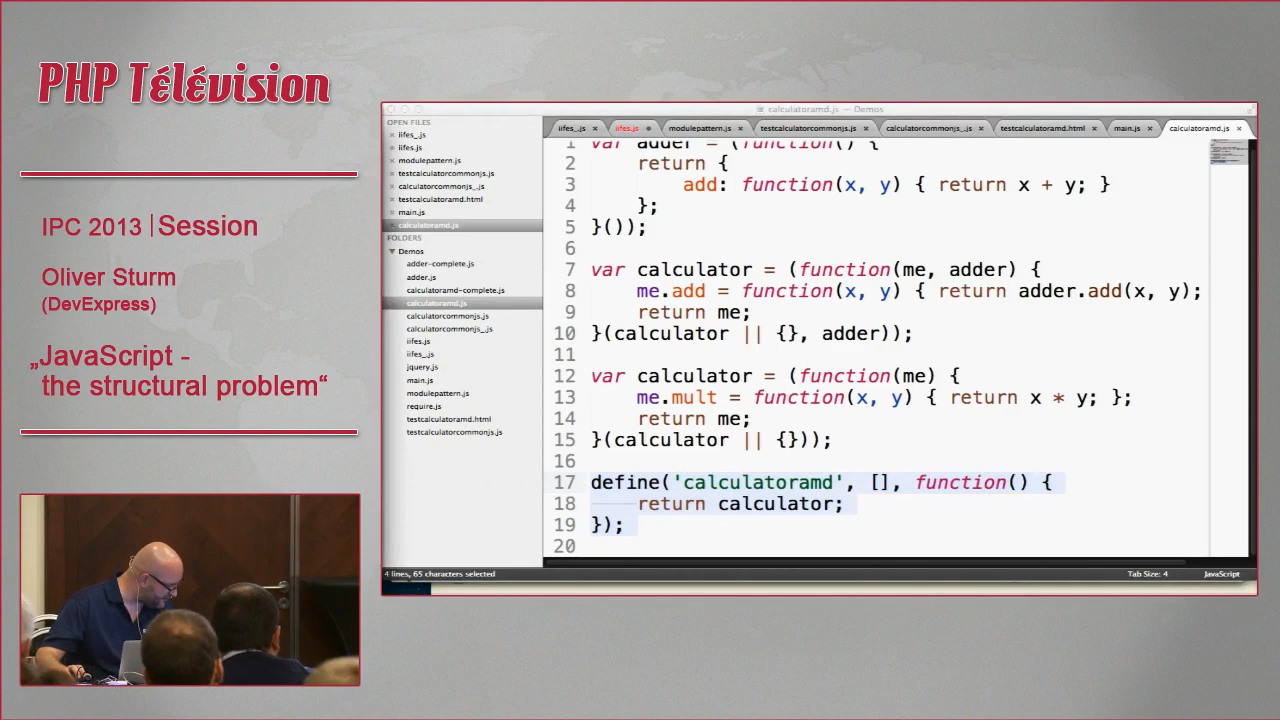 PHP Télévision
IPC 2013 | Session
Oliver Sturm
(DevExpress)
„JavaScript -
the structural problem“
calculatoramd.js — Demos
OPEN FILES
iifes_.js
iifes.js
modulepattern.js
testcalculatorcommonjs.js
calculatorcommonjs_.js
testcalculatoramd.html
main.js
calculatoramd.js
FOLDERS
Demos
adder-complete.js
adder.js
calculatoramd-complete.js
calculatoramd.js
calculatorcommonjs.js
calculatorcommonjs_.js
iifes.js
iifes_.js
jquery.js
main.js
modulepattern.js
require.js
testcalculatoramd.html
testcalculatorcommonjs.js
iifes_.js × iifes.js modulepattern.js × testcalculatorcommonjs.js × calculatorcommonjs_.js × testcalculatoramd.html × main.js × calculatoramd.js ×
1 var adder = (function() {
2 return {
3 add: function(x, y) { return x + y; }
4 };
5 }());
6
7 var calculator = (function(me, adder) {
8 me.add = function(x, y) { return adder.add(x, y);
9 return me;
10 }(calculator || {}, adder));
11
12 var calculator = (function(me) {
13 me.mult = function(x, y) { return x * y; };
14 return me;
15 }(calculator || {}));
16
17 define('calculatoramd', [], function() {
18 return calculator;
19 });
20
4 lines, 65 characters selected
Tab Size: 4 JavaScript